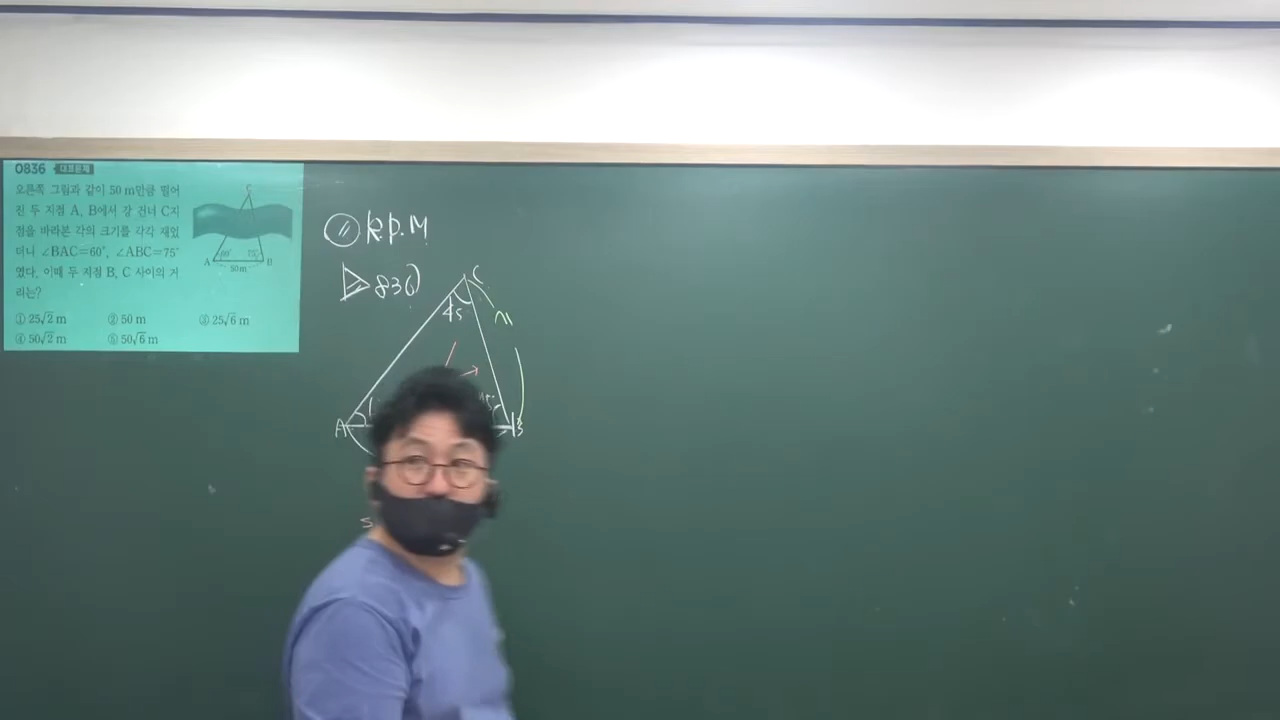 0836 대표문제
오른쪽 그림과 같이 50 m만큼 떨어
진 두 지점 A, B에서 강 건너 C지
점을 바라본 각의 크기를 각각 재었
더니 ∠BAC=60°, ∠ABC=75°
였다. 이때 두 지점 B, C 사이의 거
리는?
① 25√2 m ② 50 m ③ 25√6 m
④ 50√2 m ⑤ 50√6 m
C
60° 75°
A B
50 m
R.P.M
836
C
45
x
A B